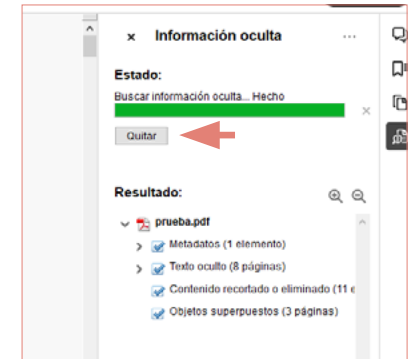 Información oculta
Estado:
Buscar información oculta... Hecho
Quitar
Resultado:
prueba.pdf
Metadatos (1 elemento)
Texto oculto (8 páginas)
Contenido recortado o eliminado (11 e
Objetos superpuestos (3 páginas)